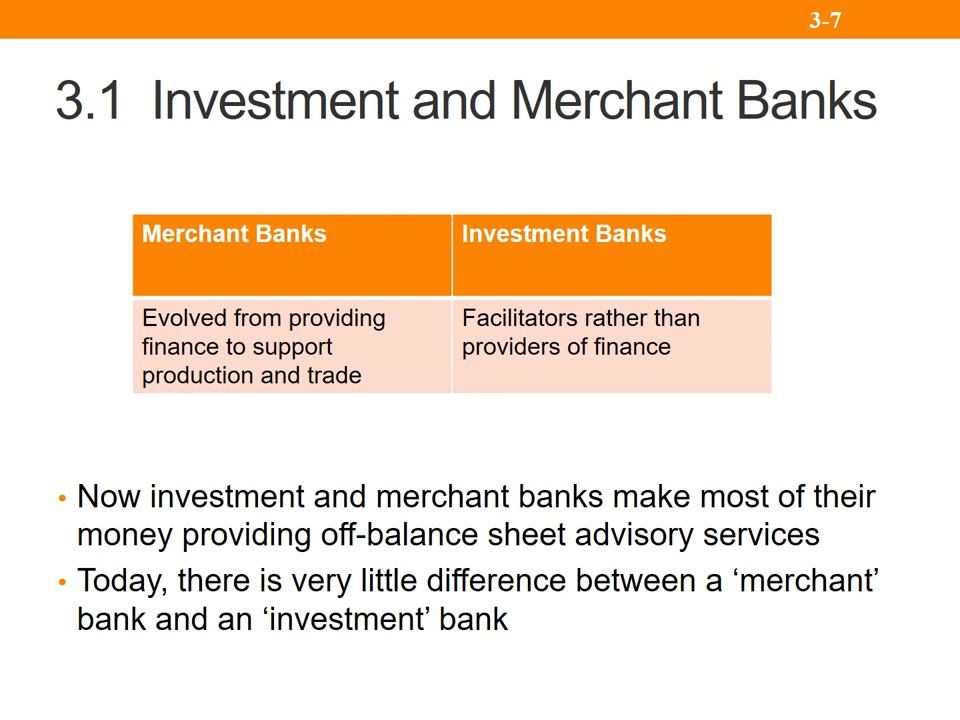 3-7
3.1 Investment and Merchant Banks
Merchant Banks
Investment Banks
Evolved from providing
finance to support
production and trade
Facilitators rather than
providers of finance
• Now investment and merchant banks make most of their
money providing off-balance sheet advisory services
• Today, there is very little difference between a ‘merchant’
bank and an ‘investment’ bank